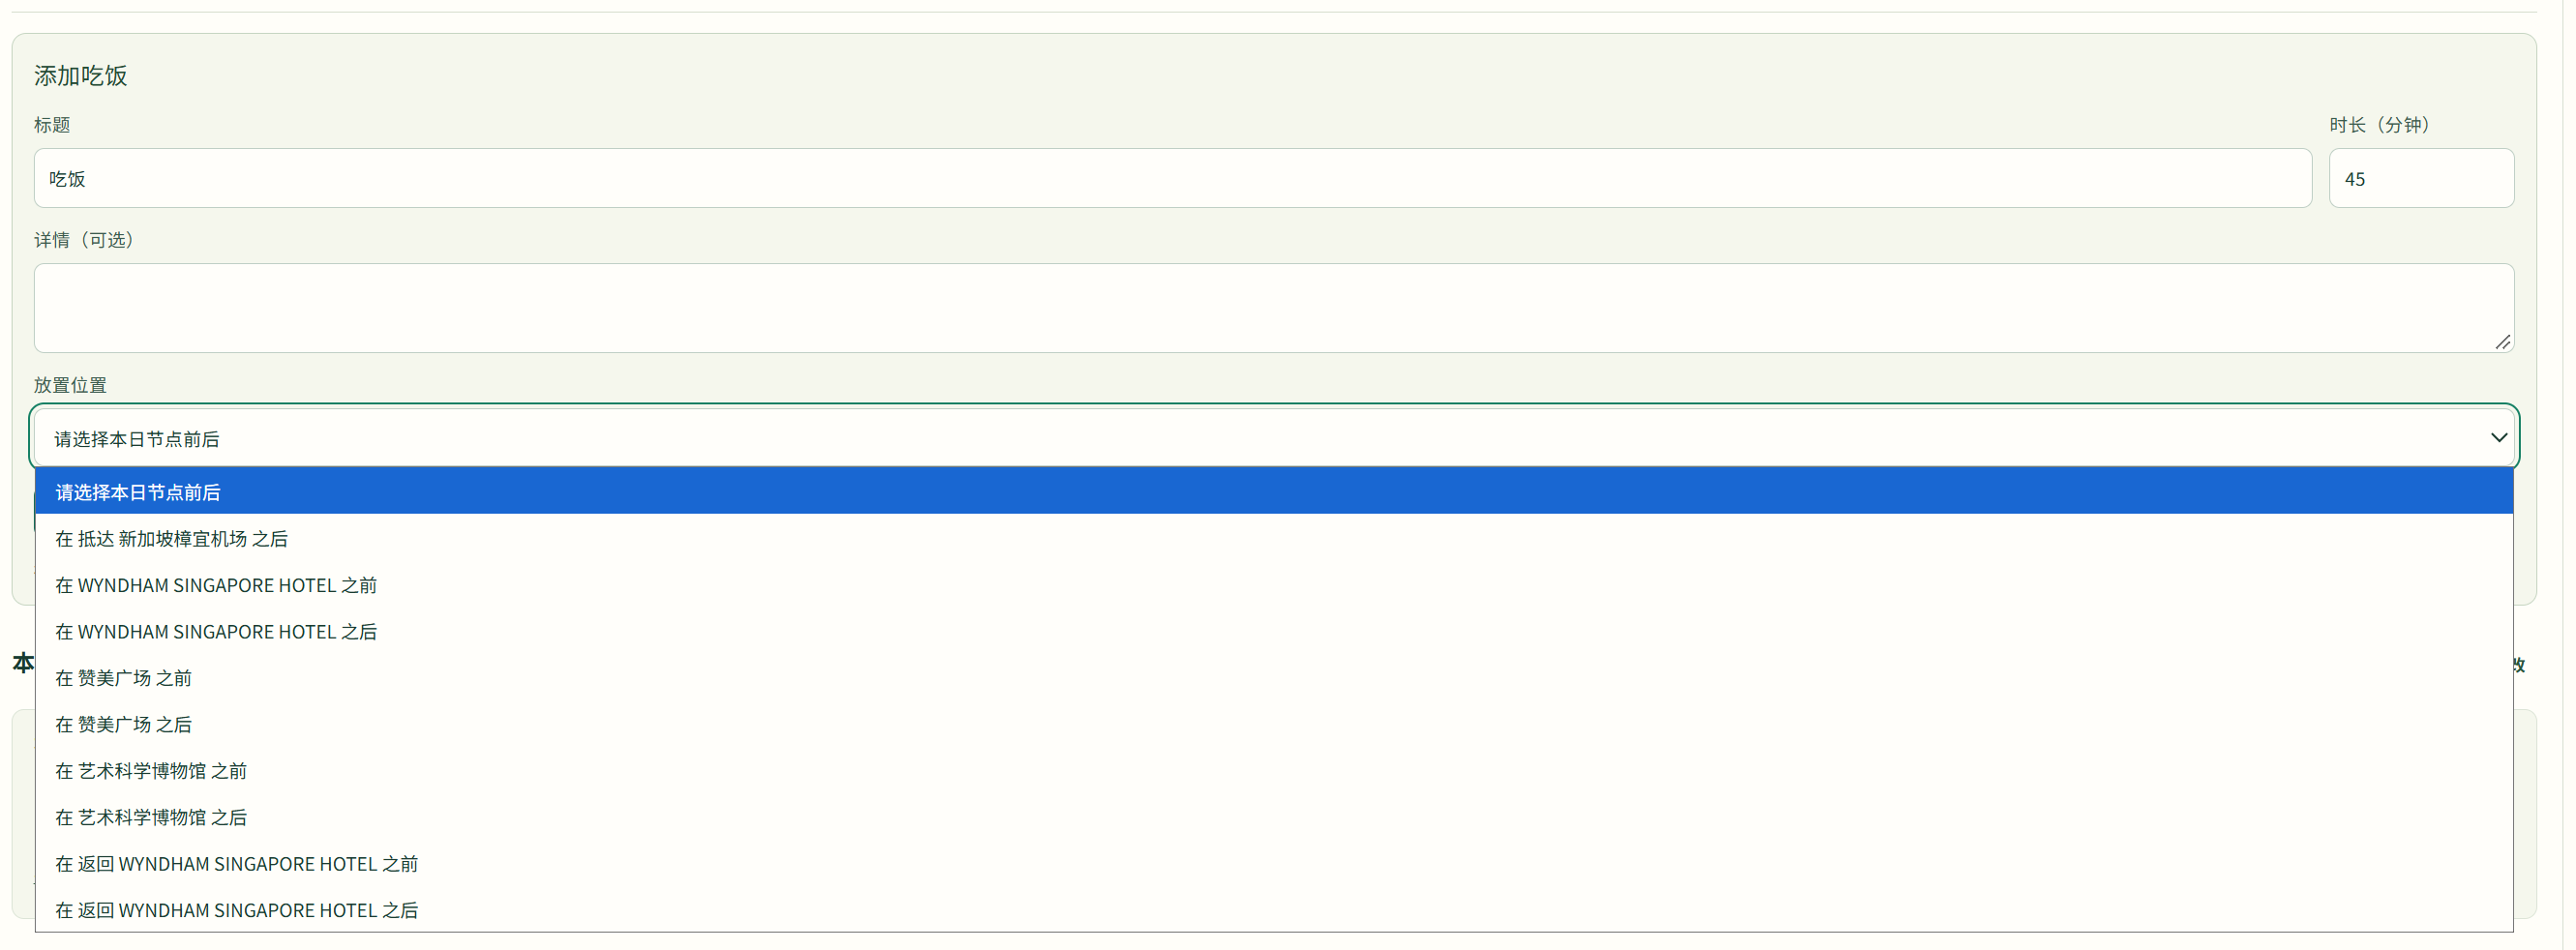 添加吃饭
标题
时长（分钟）
吃饭
45
详情（可选）
放置位置
请选择本日节点前后
请选择本日节点前后
在 抵达 新加坡樟宜机场 之后
在 WYNDHAM SINGAPORE HOTEL 之前
在 WYNDHAM SINGAPORE HOTEL 之后
在 赞美广场 之前
在 赞美广场 之后
在 艺术科学博物馆 之前
在 艺术科学博物馆 之后
在 返回 WYNDHAM SINGAPORE HOTEL 之前
在 返回 WYNDHAM SINGAPORE HOTEL 之后
本